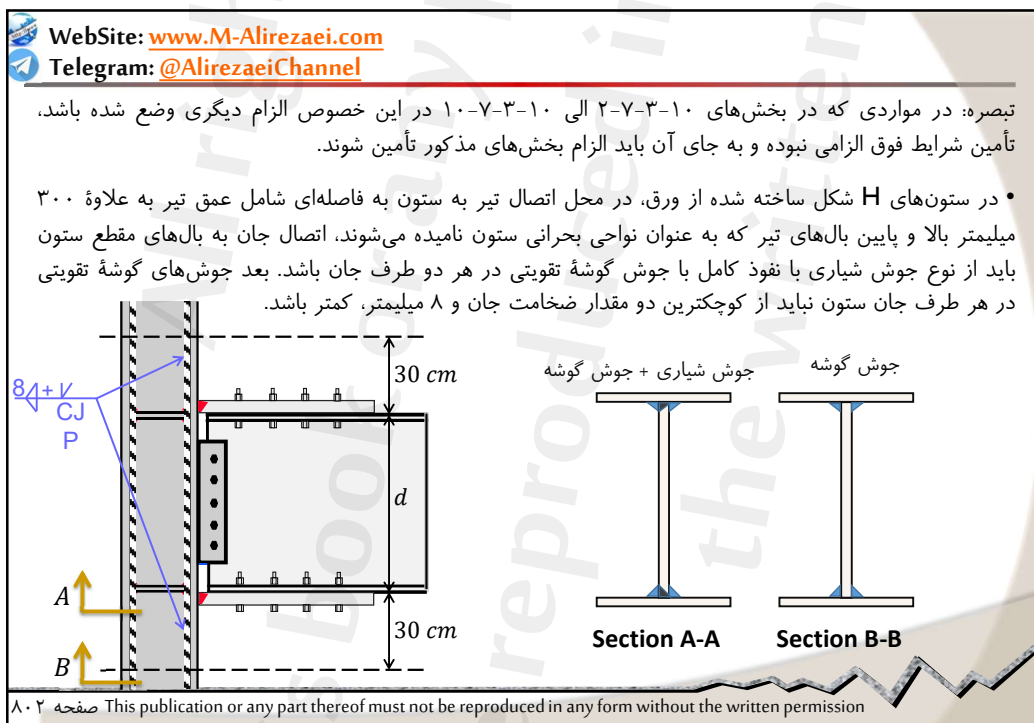 WebSite: www.M-Alirezaei.com
Telegram: @AlirezaeiChannel
تبصره: در مواردی که در بخش‌های ۱۰-۳-۷-۲ الی ۱۰-۳-۷-۱۰ در این خصوص الزام دیگری وضع شده باشد،
تأمین شرایط فوق الزامی نبوده و به جای آن باید الزام بخش‌های مذکور تأمین شوند.
• در ستون‌های H شکل ساخته شده از ورق، در محل اتصال تیر به ستون به فاصله‌ای شامل عمق تیر به علاوۀ ۳۰۰
میلیمتر بالا و پایین بال‌های تیر که به عنوان نواحی بحرانی ستون نامیده می‌شوند، اتصال جان به بال‌های مقطع ستون
باید از نوع جوش شیاری با نفوذ کامل با جوش گوشۀ تقویتی در هر دو طرف جان باشد. بعد جوش‌های گوشۀ تقویتی
در هر طرف جان ستون نباید از کوچکترین دو مقدار ضخامت جان و ۸ میلیمتر، کمتر باشد.
جوش شیاری + جوش گوشه
جوش گوشه
30 cm
8 + V
CJ
P
d
A
B
30 cm
Section A-A
Section B-B
صفحه ۸۰۲ This publication or any part thereof must not be reproduced in any form without the written permission